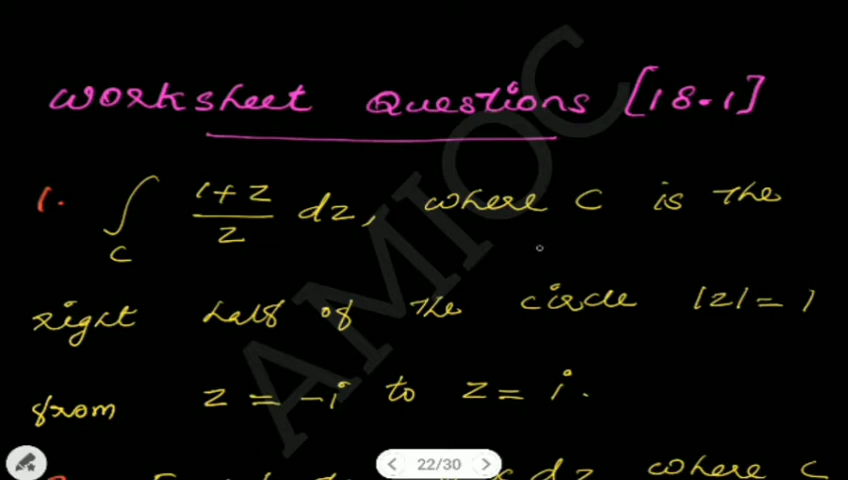 Worksheet Questions [18.1]
1. ∫_C (1+z)/z dz, where C is the
right half of the circle |z| = 1
from z = -i to z = i.
dz where C
AMIOC
22/30